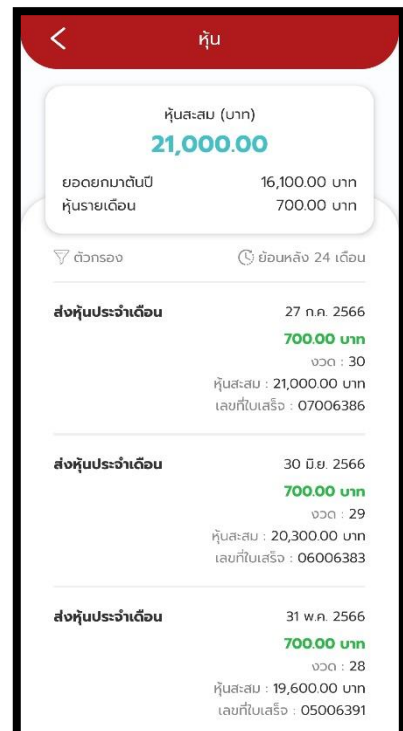 หุ้น
หุ้นสะสม (บาท)
21,000.00
ยอดยกมาต้นปี 16,100.00 บาท
หุ้นรายเดือน 700.00 บาท
ตัวกรอง ย้อนหลัง 24 เดือน
ส่งหุ้นประจำเดือน 27 ก.ค. 2566
700.00 บาท
งวด : 30
หุ้นสะสม : 21,000.00 บาท
เลขที่ใบเสร็จ : 07006386
ส่งหุ้นประจำเดือน 30 มิ.ย. 2566
700.00 บาท
งวด : 29
หุ้นสะสม : 20,300.00 บาท
เลขที่ใบเสร็จ : 06006383
ส่งหุ้นประจำเดือน 31 พ.ค. 2566
700.00 บาท
งวด : 28
หุ้นสะสม : 19,600.00 บาท
เลขที่ใบเสร็จ : 05006391